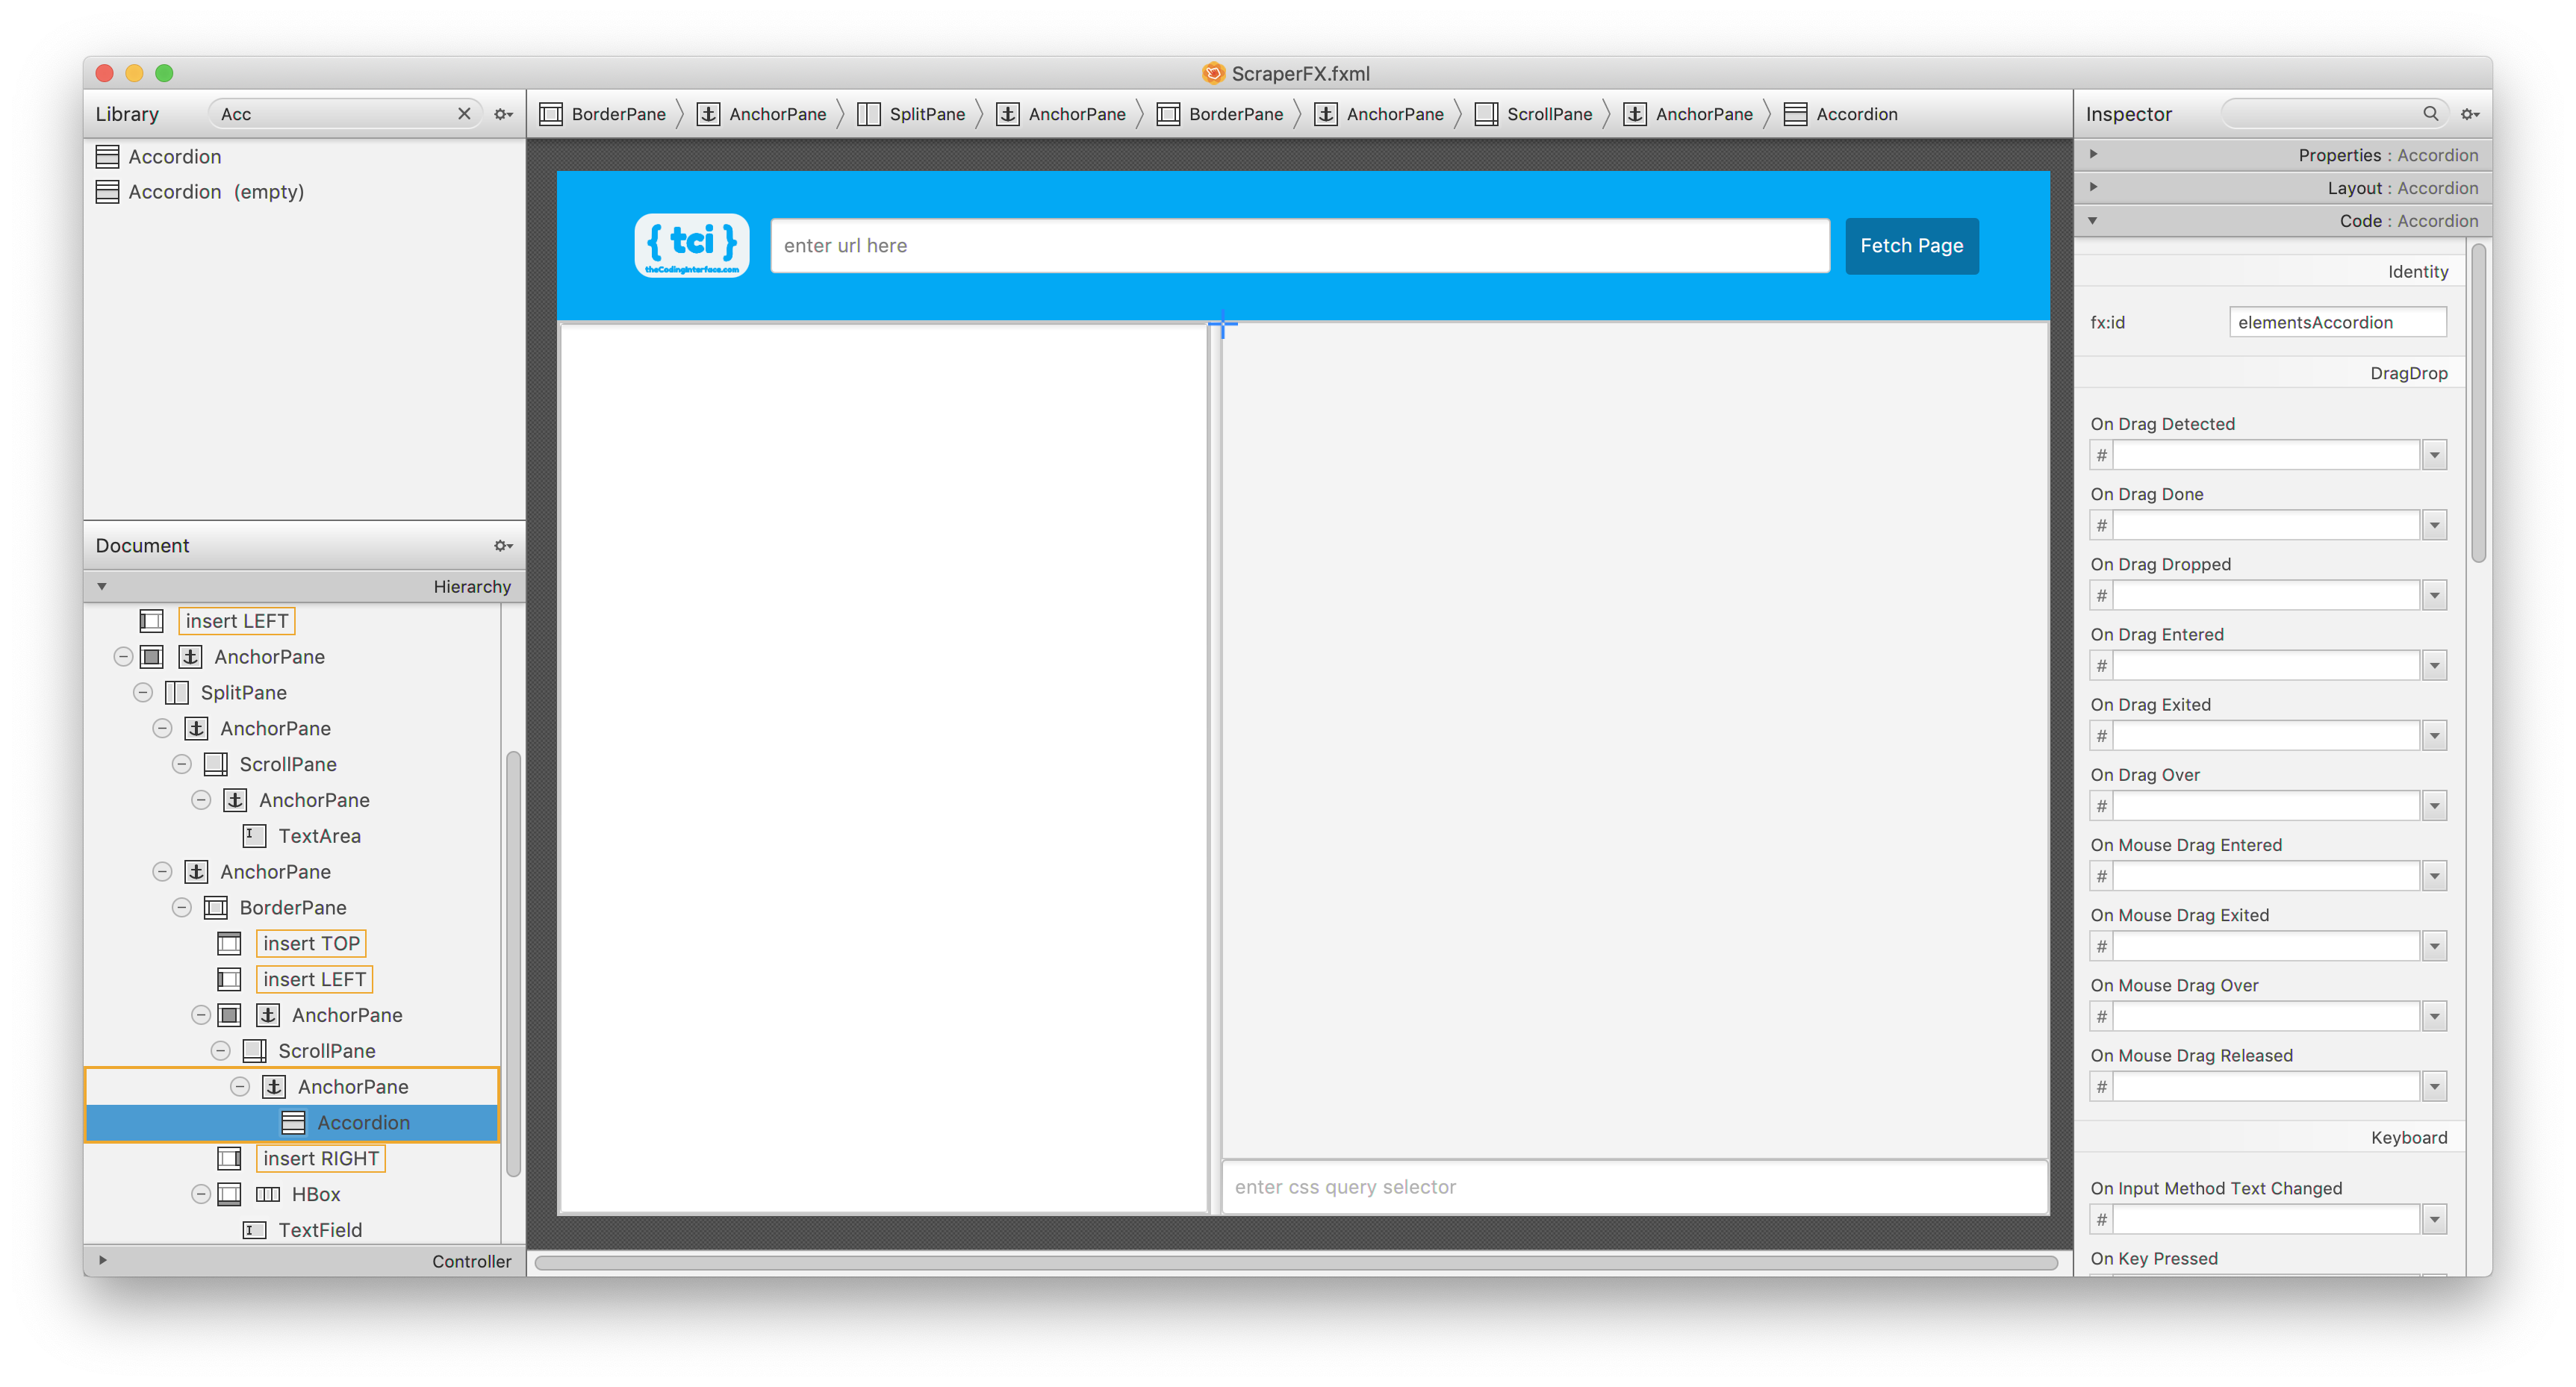 ScraperFX.fxml
Library
Acc
BorderPane
AnchorPane
SplitPane
AnchorPane
BorderPane
AnchorPane
ScrollPane
AnchorPane
Accordion
Inspector
Accordion
Accordion (empty)
Document
Hierarchy
insert LEFT
AnchorPane
SplitPane
AnchorPane
ScrollPane
AnchorPane
TextArea
AnchorPane
BorderPane
insert TOP
insert LEFT
AnchorPane
ScrollPane
AnchorPane
Accordion
insert RIGHT
HBox
TextField
Controller
{ tci }
theCodingInterface.com
enter url here
Fetch Page
enter css query selector
Properties : Accordion
Layout : Accordion
Code : Accordion
Identity
fx:id
elementsAccordion
DragDrop
On Drag Detected
#
On Drag Done
#
On Drag Dropped
#
On Drag Entered
#
On Drag Exited
#
On Drag Over
#
On Mouse Drag Entered
#
On Mouse Drag Exited
#
On Mouse Drag Over
#
On Mouse Drag Released
#
Keyboard
On Input Method Text Changed
#
On Key Pressed